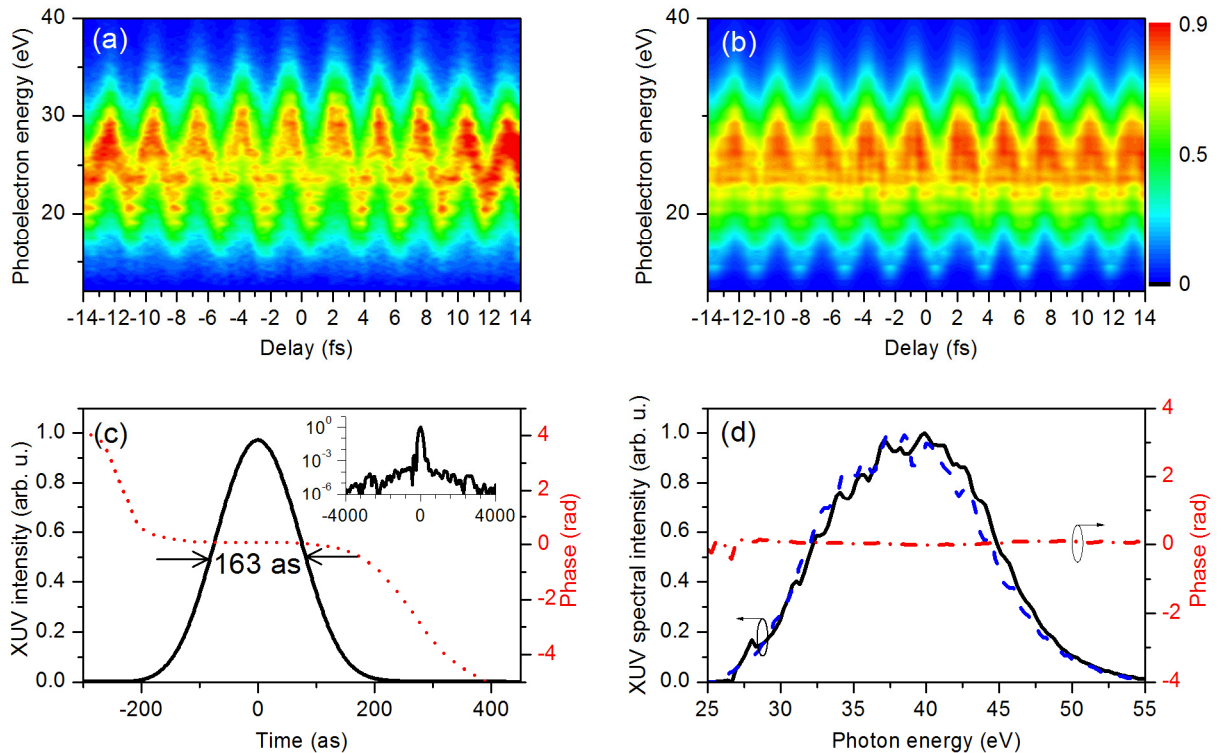 (a)
Photoelectron energy (eV)
40
30
20
-14 -12 -10 -8 -6 -4 -2 0 2 4 6 8 10 12 14
Delay (fs)
(b)
Photoelectron energy (eV)
40
30
20
-14 -12 -10 -8 -6 -4 -2 0 2 4 6 8 10 12 14
Delay (fs)
0.9
0.5
0
(c)
XUV intensity (arb. u.)
1.0
0.8
0.6
0.4
0.2
0.0
-200 0 200 400
Time (as)
163 as
10^0
10^-3
10^-6
-4000 0 4000
4
2
0
-2
-4
Phase (rad)
(d)
XUV spectral intensity (arb. u.)
1.0
0.8
0.6
0.4
0.2
0.0
25 30 35 40 45 50 55
Photon energy (eV)
4
2
0
-2
-4
Phase (rad)